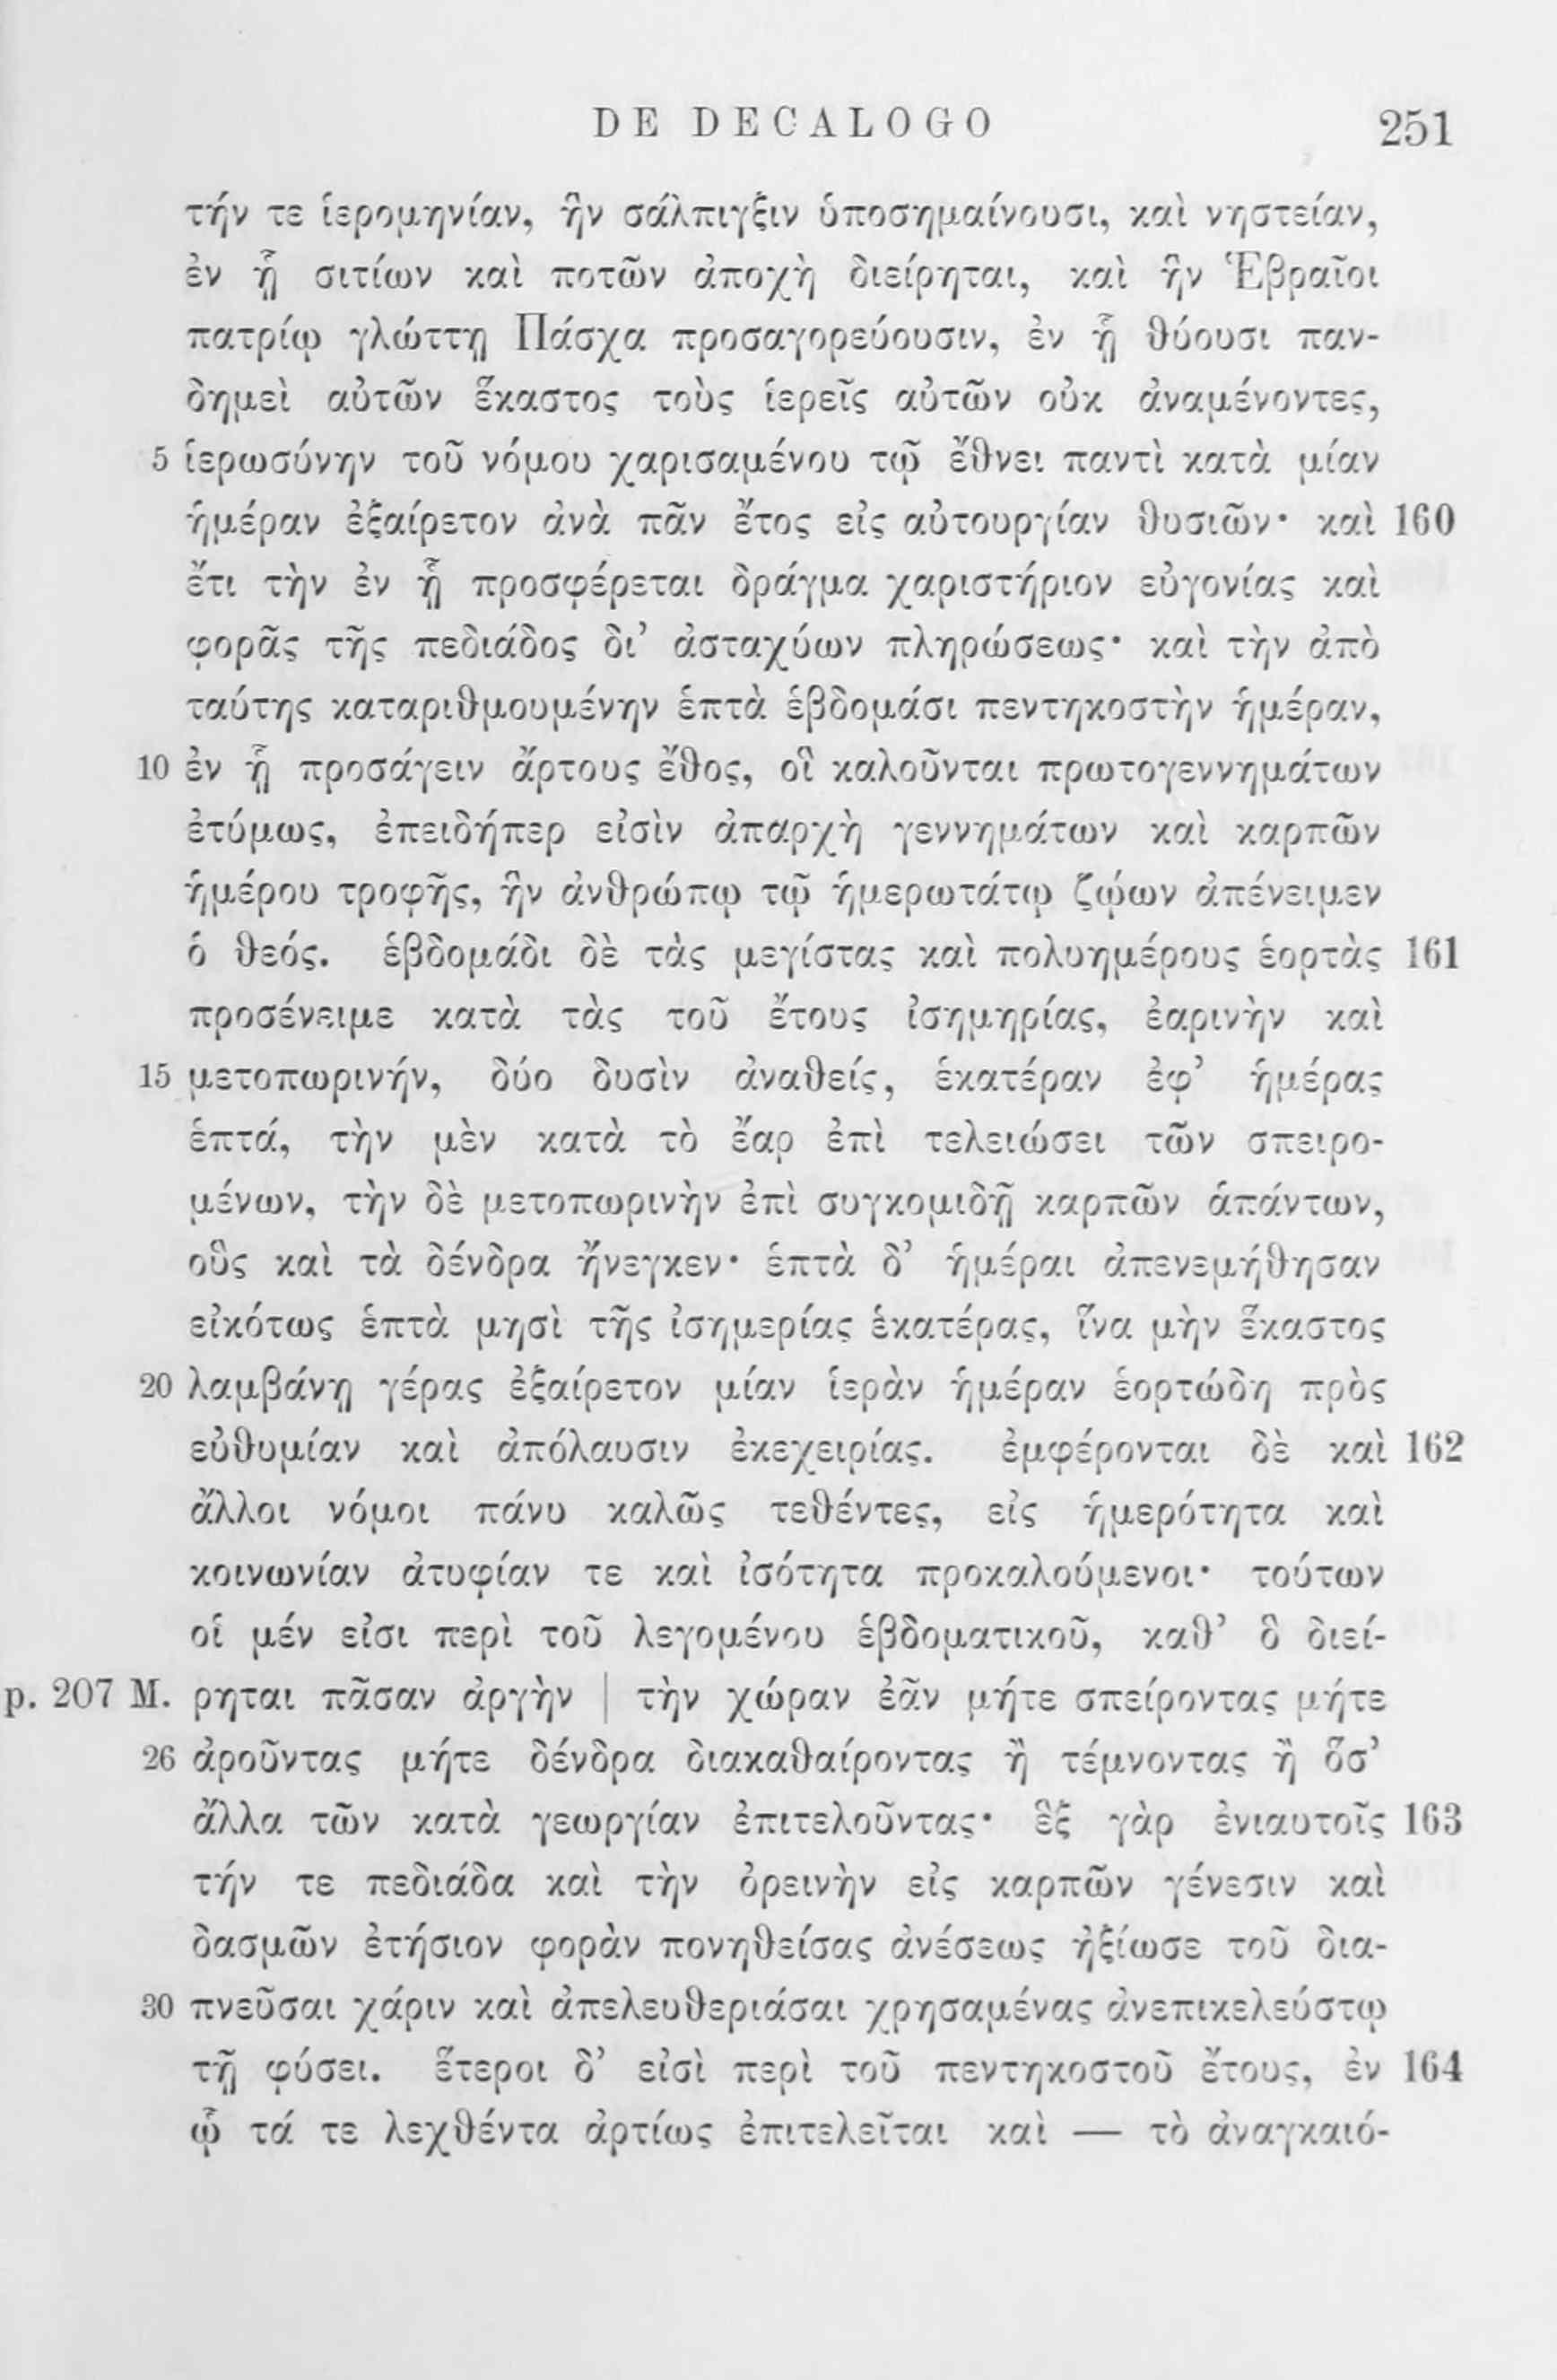 DE DECALOGO 251
τήν τε ἱερομηνίαν, ἣν σάλπιγξιν ὑποσημαίνουσι, καὶ νηστείαν,
ἐν ᾗ σιτίων καὶ ποτῶν ἀποχὴ διείρηται, καὶ ἣν Ἑβραῖοι
πατρίῳ γλώττῃ Πάσχα προσαγορεύουσιν, ἐν ᾗ θύουσι παν-
δημεὶ αὐτῶν ἕκαστος τοὺς ἱερεῖς αὐτῶν οὐκ ἀναμένοντες,
5 ἱερωσύνην τοῦ νόμου χαρισαμένου τῷ ἔθνει παντὶ κατὰ μίαν
ἡμέραν ἐξαίρετον ἀνὰ πᾶν ἔτος εἰς αὐτουργίαν θυσιῶν· καὶ 160
ἔτι τὴν ἐν ᾗ προσφέρεται δράγμα χαριστήριον εὐγονίας καὶ
φορᾶς τῆς πεδιάδος δι’ ἀσταχύων πληρώσεως· καὶ τὴν ἀπὸ
ταύτης καταριθμουμένην ἑπτὰ ἑβδομάσι πεντηκοστὴν ἡμέραν,
10 ἐν ᾗ προσάγειν ἄρτους ἔθος, οἳ καλοῦνται πρωτογεννημάτων
ἐτύμως, ἐπειδήπερ εἰσὶν ἀπαρχὴ γεννημάτων καὶ καρπῶν
ἡμέρου τροφῆς, ἣν ἀνθρώπῳ τῷ ἡμερωτάτῳ ζῴων ἀπένειμεν
ὁ θεός. ἑβδομάδι δὲ τὰς μεγίστας καὶ πολυημέρους ἑορτὰς 161
προσένειμε κατὰ τὰς τοῦ ἔτους ἰσημηρίας, ἐαρινὴν καὶ
15 μετοπωρινήν, δύο δυσὶν ἀναθείς, ἑκατέραν ἐφ’ ἡμέρας
ἑπτά, τὴν μὲν κατὰ τὸ ἔαρ ἐπὶ τελειώσει τῶν σπειρο-
μένων, τὴν δὲ μετοπωρινὴν ἐπὶ συγκομιδῇ καρπῶν ἁπάντων,
οὓς καὶ τὰ δένδρα ἤνεγκεν· ἑπτὰ δ’ ἡμέραι ἀπενεμήθησαν
εἰκότως ἑπτὰ μησὶ τῆς ἰσημερίας ἑκατέρας, ἵνα μὴν ἕκαστος
20 λαμβάνῃ γέρας ἐξαίρετον μίαν ἱερὰν ἡμέραν ἑορτώδη πρὸς
εὐθυμίαν καὶ ἀπόλαυσιν ἐκεχειρίας. ἐμφέρονται δὲ καὶ 162
ἄλλοι νόμοι πάνυ καλῶς τεθέντες, εἰς ἡμερότητα καὶ
κοινωνίαν ἀτυφίαν τε καὶ ἰσότητα προκαλούμενοι· τούτων
οἱ μέν εἰσι περὶ τοῦ λεγομένου ἑβδοματικοῦ, καθ’ ὃ διεί-
p. 207 M. ρηται πᾶσαν ἀργὴν | τὴν χώραν ἐᾶν μήτε σπείροντας μήτε
26 ἀροῦντας μήτε δένδρα διακαθαίροντας ἢ τέμνοντας ἢ ὅσ’
ἄλλα τῶν κατὰ γεωργίαν ἐπιτελοῦντας· ἓξ γὰρ ἐνιαυτοῖς 163
τήν τε πεδιάδα καὶ τὴν ὀρεινὴν εἰς καρπῶν γένεσιν καὶ
δασμῶν ἐτήσιον φορὰν πονηθείσας ἀνέσεως ἠξίωσε τοῦ δια-
30 πνεῦσαι χάριν καὶ ἀπελευθεριάσαι χρησαμένας ἀνεπικελεύστῳ
τῇ φύσει. ἕτεροι δ’ εἰσὶ περὶ τοῦ πεντηκοστοῦ ἔτους, ἐν 164
ᾧ τά τε λεχθέντα ἀρτίως ἐπιτελεῖται καὶ — τὸ ἀναγκαιό-